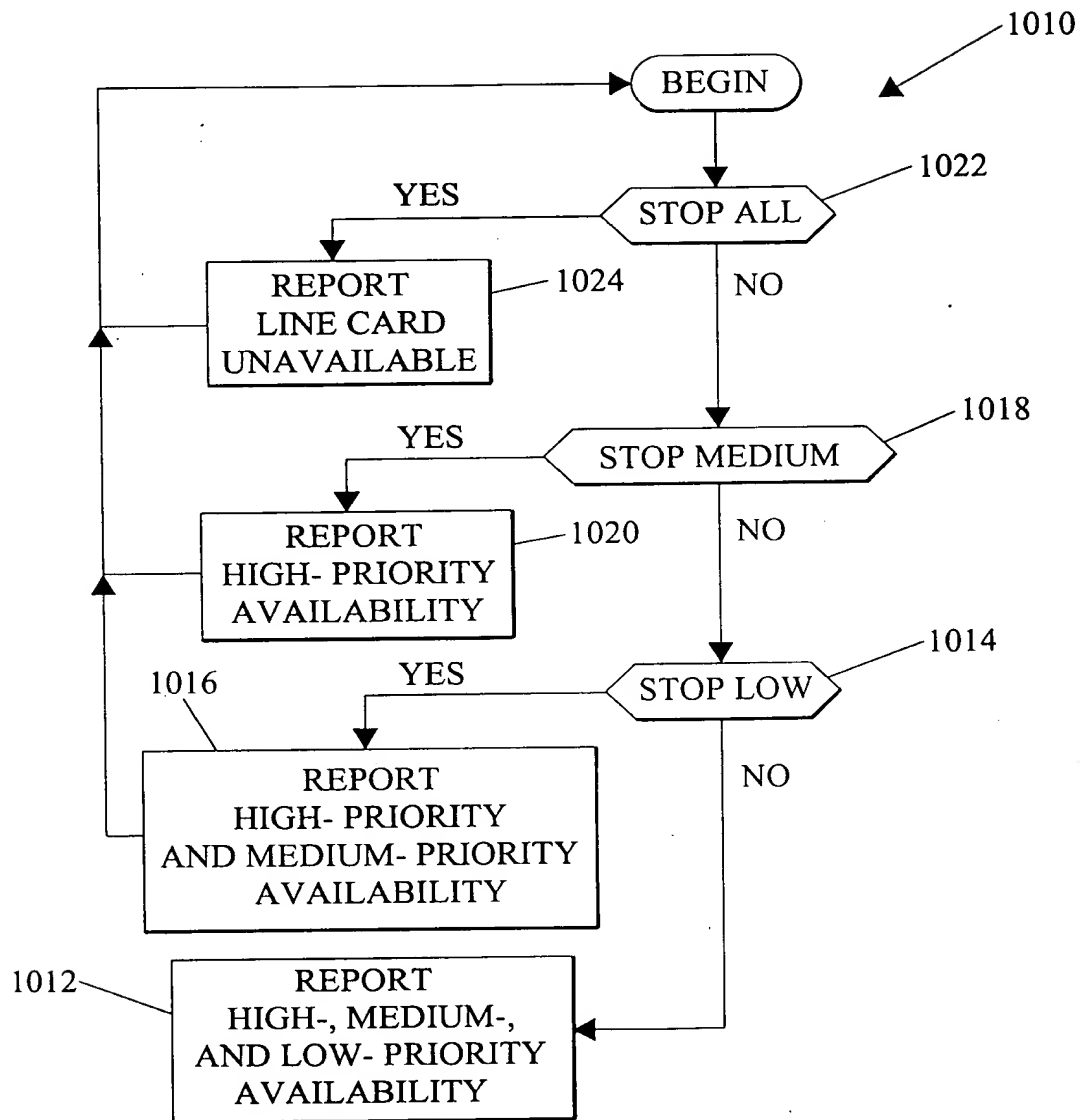 1010
BEGIN
1022
YES
STOP ALL
REPORT
LINE CARD
UNAVAILABLE
1024
NO
1018
YES
STOP MEDIUM
REPORT
HIGH- PRIORITY
AVAILABILITY
1020
NO
1014
1016
YES
STOP LOW
REPORT
HIGH- PRIORITY
AND MEDIUM- PRIORITY
AVAILABILITY
NO
1012
REPORT
HIGH-, MEDIUM-,
AND LOW- PRIORITY
AVAILABILITY